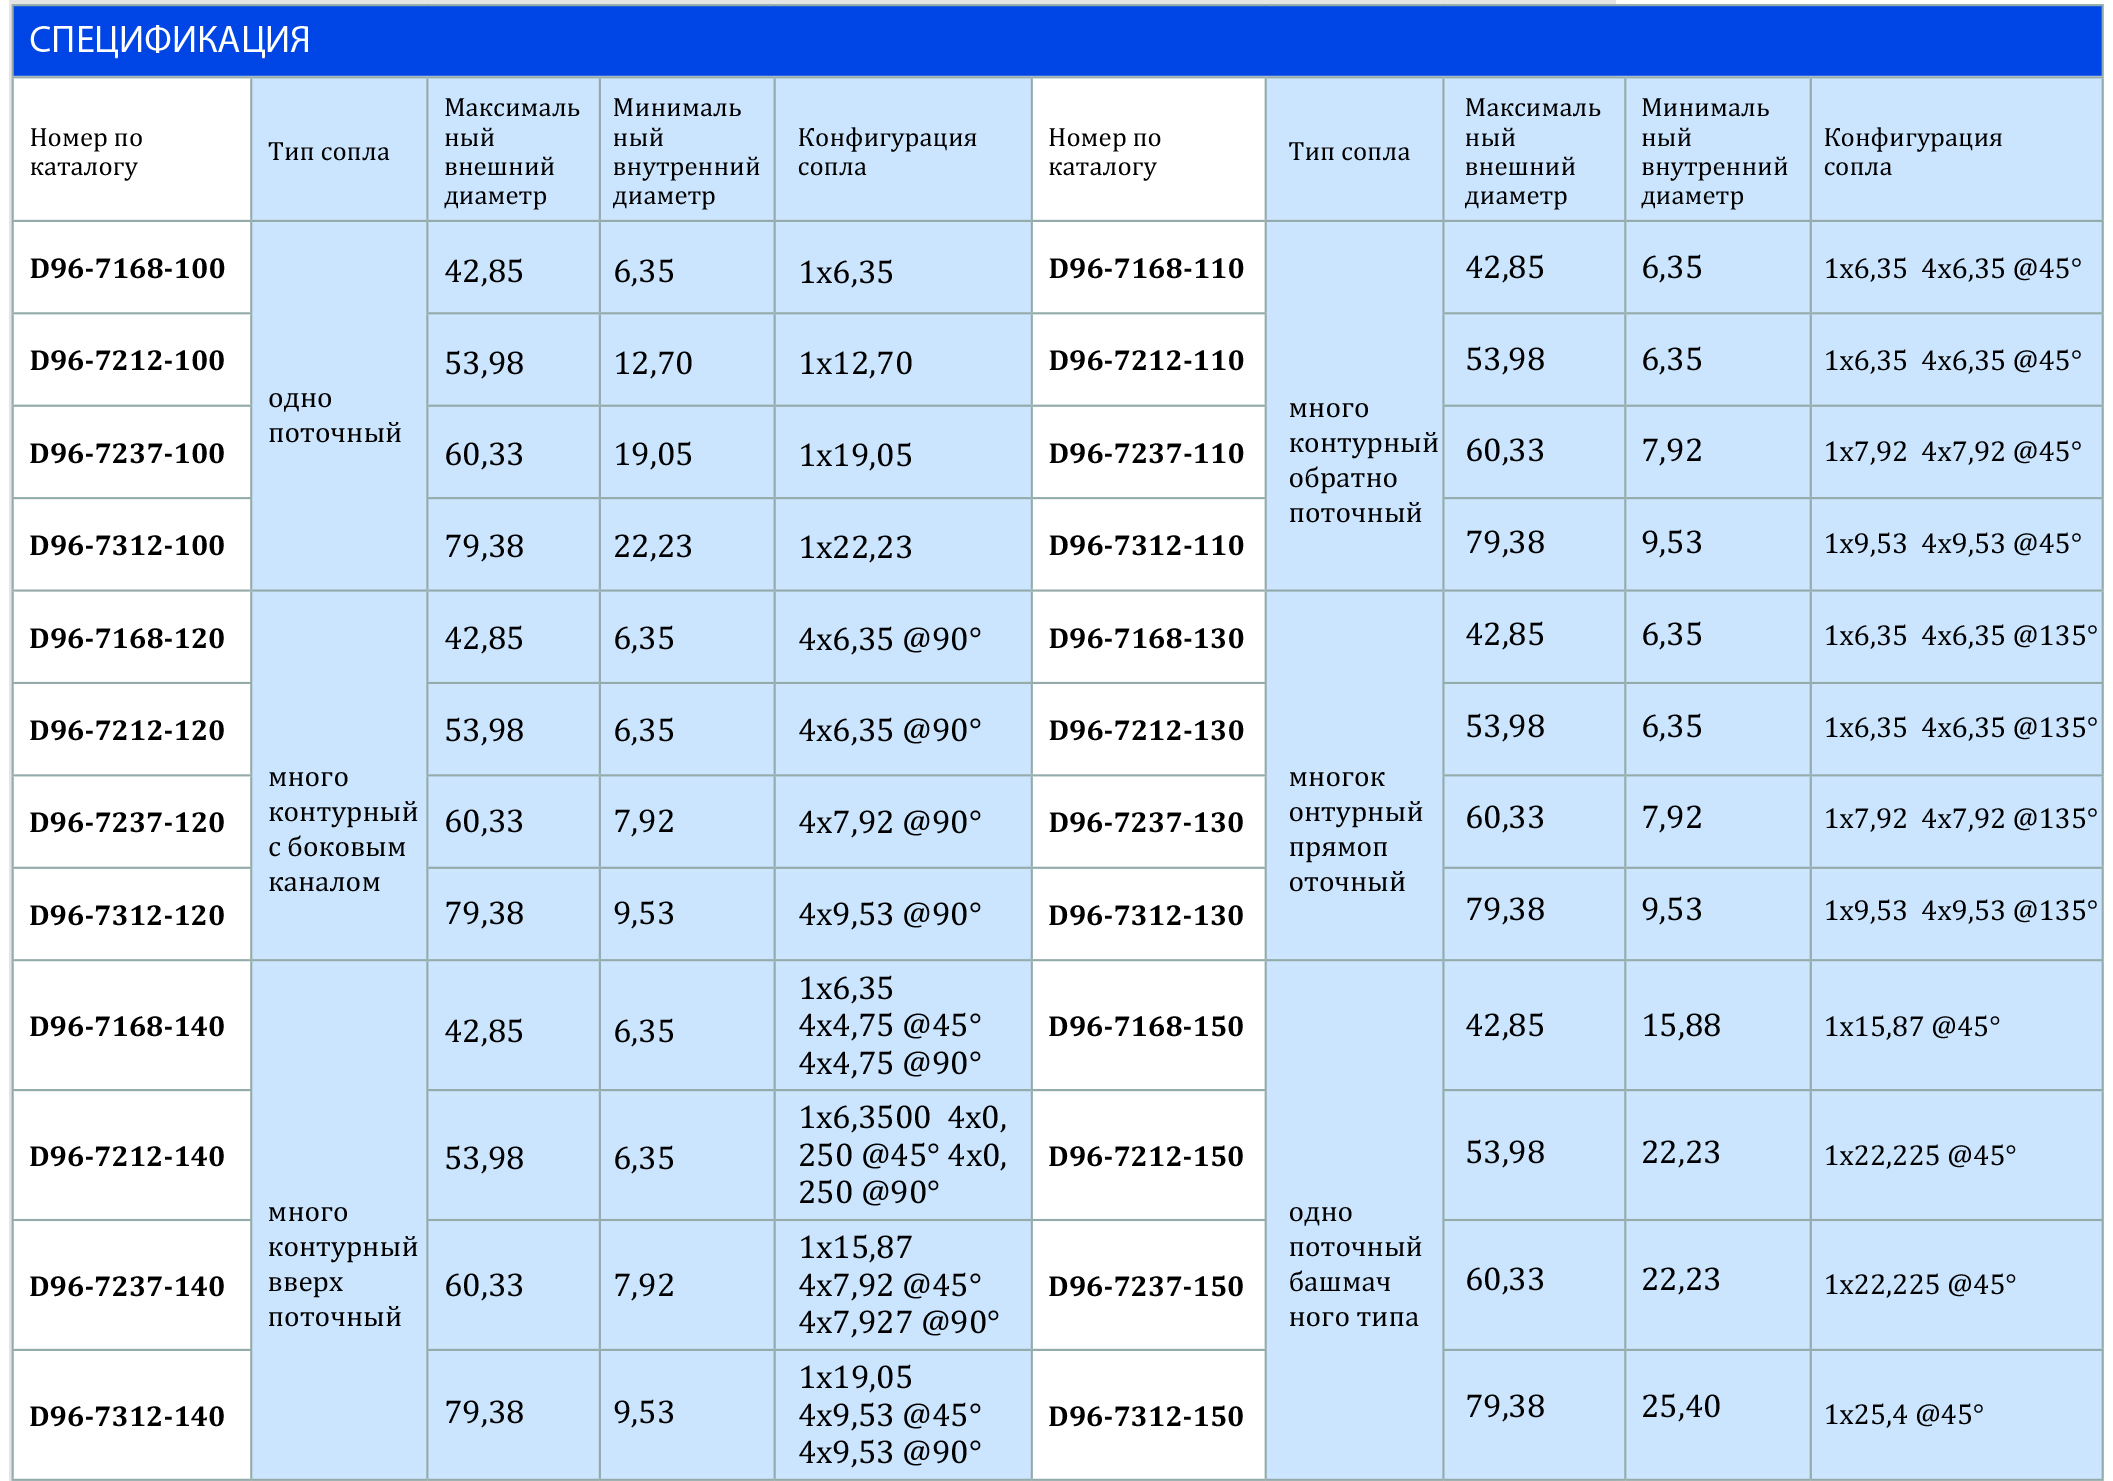 СПЕЦИФИКАЦИЯ
Номер по
каталогу
Тип сопла
Максималь
ный
внешний
диаметр
Минималь
ный
внутренний
диаметр
Конфигурация
сопла
Номер по
каталогу
Тип сопла
Максималь
ный
внешний
диаметр
Минималь
ный
внутренний
диаметр
Конфигурация
сопла
D96-7168-100
одно
поточный
42,85
6,35
1x6,35
D96-7168-110
много
контурный
обратно
поточный
42,85
6,35
1x6,35 4x6,35 @45°
D96-7212-100
53,98
12,70
1x12,70
D96-7212-110
53,98
6,35
1x6,35 4x6,35 @45°
D96-7237-100
60,33
19,05
1x19,05
D96-7237-110
60,33
7,92
1x7,92 4x7,92 @45°
D96-7312-100
79,38
22,23
1x22,23
D96-7312-110
79,38
9,53
1x9,53 4x9,53 @45°
D96-7168-120
много
контурный
с боковым
каналом
42,85
6,35
4x6,35 @90°
D96-7168-130
многок
онтурный
прямоп
оточный
42,85
6,35
1x6,35 4x6,35 @135°
D96-7212-120
53,98
6,35
4x6,35 @90°
D96-7212-130
53,98
6,35
1x6,35 4x6,35 @135°
D96-7237-120
60,33
7,92
4x7,92 @90°
D96-7237-130
60,33
7,92
1x7,92 4x7,92 @135°
D96-7312-120
79,38
9,53
4x9,53 @90°
D96-7312-130
79,38
9,53
1x9,53 4x9,53 @135°
D96-7168-140
много
контурный
вверх
поточный
42,85
6,35
1x6,35
4x4,75 @45°
4x4,75 @90°
D96-7168-150
одно
поточный
башмач
ного типа
42,85
15,88
1x15,87 @45°
D96-7212-140
53,98
6,35
1x6,3500 4x0,
250 @45° 4x0,
250 @90°
D96-7212-150
53,98
22,23
1x22,225 @45°
D96-7237-140
60,33
7,92
1x15,87
4x7,92 @45°
4x7,927 @90°
D96-7237-150
60,33
22,23
1x22,225 @45°
D96-7312-140
79,38
9,53
1x19,05
4x9,53 @45°
4x9,53 @90°
D96-7312-150
79,38
25,40
1x25,4 @45°